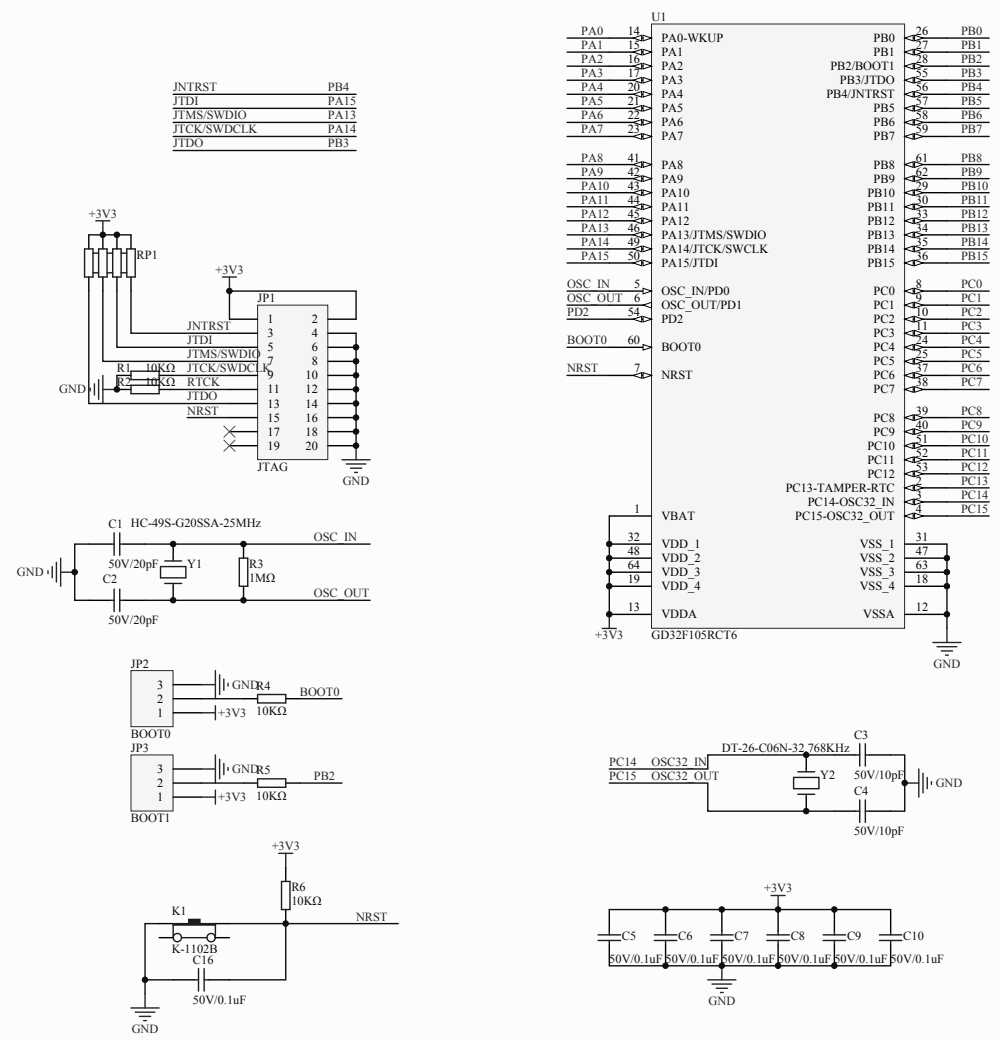 JNTRST PB4
JTDI PA15
JTMS/SWDIO PA13
JTCK/SWDCLK PA14
JTDO PB3
+3V3
RP1
+3V3
JP1
1 2
JNTRST 3 4
JTDI 5 6
JTMS/SWDIO 7 8
R1 10KΩ JTCK/SWDCLK 9 10
GND R2 10KΩ RTCK 11 12
JTDO 13 14
NRST 15 16
17 18
19 20
JTAG
GND
C1 HC-49S-G20SSA-25MHz
OSC_IN
50V/20pF Y1 R3
GND
C2 1MΩ
OSC_OUT
50V/20pF
JP2
3 GND R4
2 BOOT0
1 +3V3 10KΩ
BOOT0
JP3
3 GND R5
2 PB2
1 +3V3 10KΩ
BOOT1
+3V3
R6
10KΩ
K1 NRST
K-1102B
C16
50V/0.1uF
GND
U1
PA0 14 PA0-WKUP PB0 26 PB0
PA1 15 PA1 PB1 27 PB1
PA2 16 PA2 PB2/BOOT1 28 PB2
PA3 17 PA3 PB3/JTDO 55 PB3
PA4 20 PA4 PB4/JNTRST 56 PB4
PA5 21 PA5 PB5 57 PB5
PA6 22 PA6 PB6 58 PB6
PA7 23 PA7 PB7 59 PB7
PA8 41 PA8 PB8 61 PB8
PA9 42 PA9 PB9 62 PB9
PA10 43 PA10 PB10 29 PB10
PA11 44 PA11 PB11 30 PB11
PA12 45 PA12 PB12 33 PB12
PA13 46 PA13/JTMS/SWDIO PB13 34 PB13
PA14 49 PA14/JTCK/SWCLK PB14 35 PB14
PA15 50 PA15/JTDI PB15 36 PB15
OSC_IN 5 OSC_IN/PD0 PC0 8 PC0
OSC_OUT 6 OSC_OUT/PD1 PC1 9 PC1
PD2 54 PD2 PC2 10 PC2
PC3 11 PC3
BOOT0 60 BOOT0 PC4 24 PC4
PC5 25 PC5
NRST 7 NRST PC6 37 PC6
PC7 38 PC7
PC8 39 PC8
PC9 40 PC9
PC10 51 PC10
PC11 52 PC11
PC12 53 PC12
PC13-TAMPER-RTC 2 PC13
PC14-OSC32_IN 3 PC14
1 VBAT PC15-OSC32_OUT 4 PC15
32 VDD_1 VSS_1 31
48 VDD_2 VSS_2 47
64 VDD_3 VSS_3 63
19 VDD_4 VSS_4 18
13 VDDA VSSA 12
+3V3 GD32F105RCT6
GND
C3
DT-26-C06N-32.768KHz
PC14 OSC32_IN
PC15 OSC32_OUT Y2 50V/10pF
GND
C4
50V/10pF
+3V3
C5 C6 C7 C8 C9 C10
50V/0.1uF 50V/0.1uF 50V/0.1uF 50V/0.1uF 50V/0.1uF 50V/0.1uF
GND